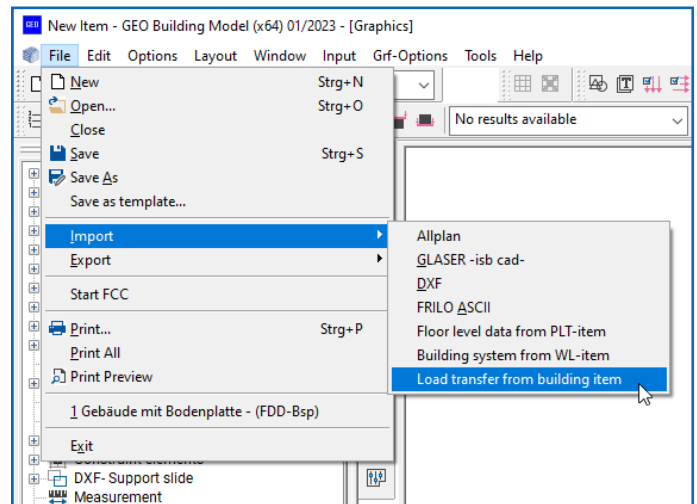 GEO New Item - GEO Building Model (x64) 01/2023 - [Graphics]
File Edit Options Layout Window Input Grf-Options Tools Help
New Strg+N
Open... Strg+O
No results available
Close
Save Strg+S
Save As
Save as template...
Import
Export
Allplan
GLASER -isb cad-
DXF
FRILO ASCII
Floor level data from PLT-item
Building system from WL-item
Load transfer from building item
Start FCC
Print... Strg+P
Print All
Print Preview
1 Gebäude mit Bodenplatte - (FDD-Bsp)
Exit
DXF- Support slide
Measurement